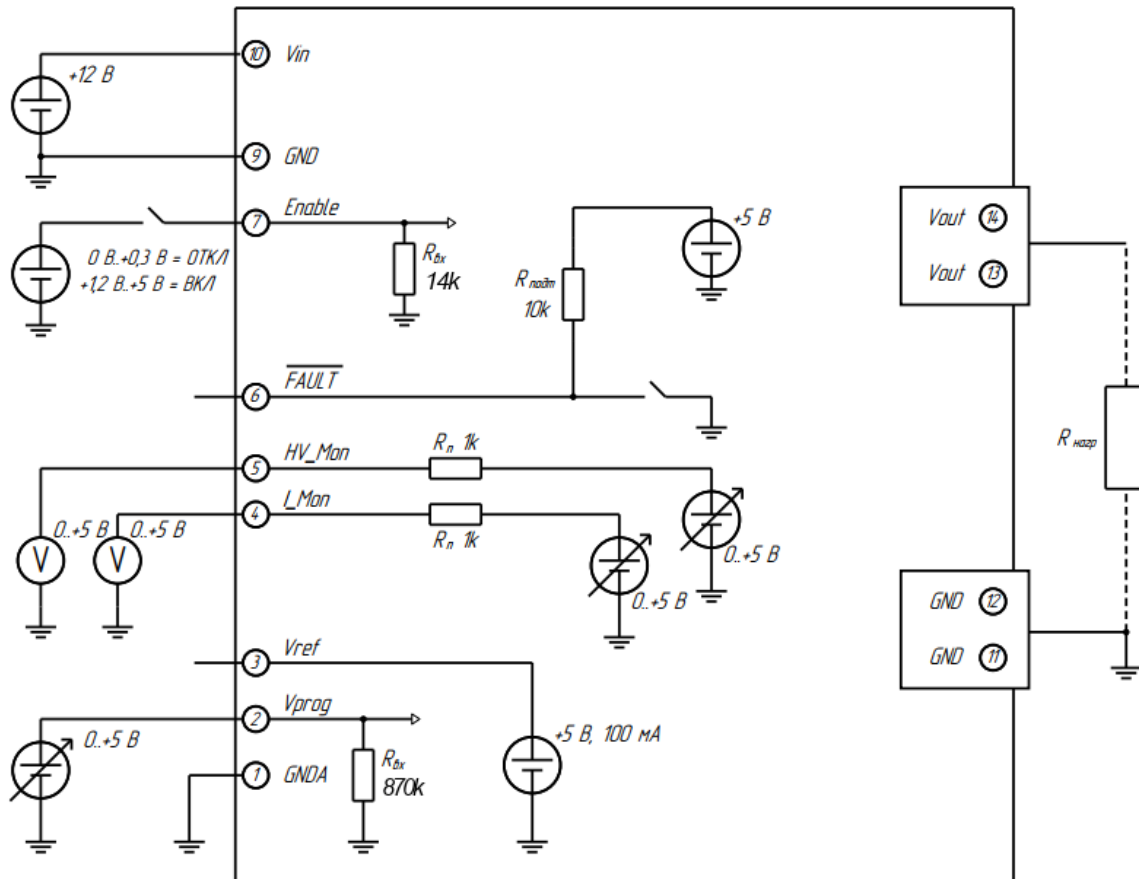 10 Vin
+12 В
9 GND
7 Enable
0 В..+0,3 В = ОТКЛ
+1,2 В..+5 В = ВКЛ
Rвх
14k
+5 В
Rподт
10k
6 FAULT
5 HV_Mon
Rп 1k
4 I_Mon
Rп 1k
0..+5 В
0..+5 В
V
V
0..+5 В
0..+5 В
3 Vref
2 Vprog
0..+5 В
1 GNDA
Rвх
870k
+5 В, 100 мА
Vout 14
Vout 13
Rнагр
GND 12
GND 11